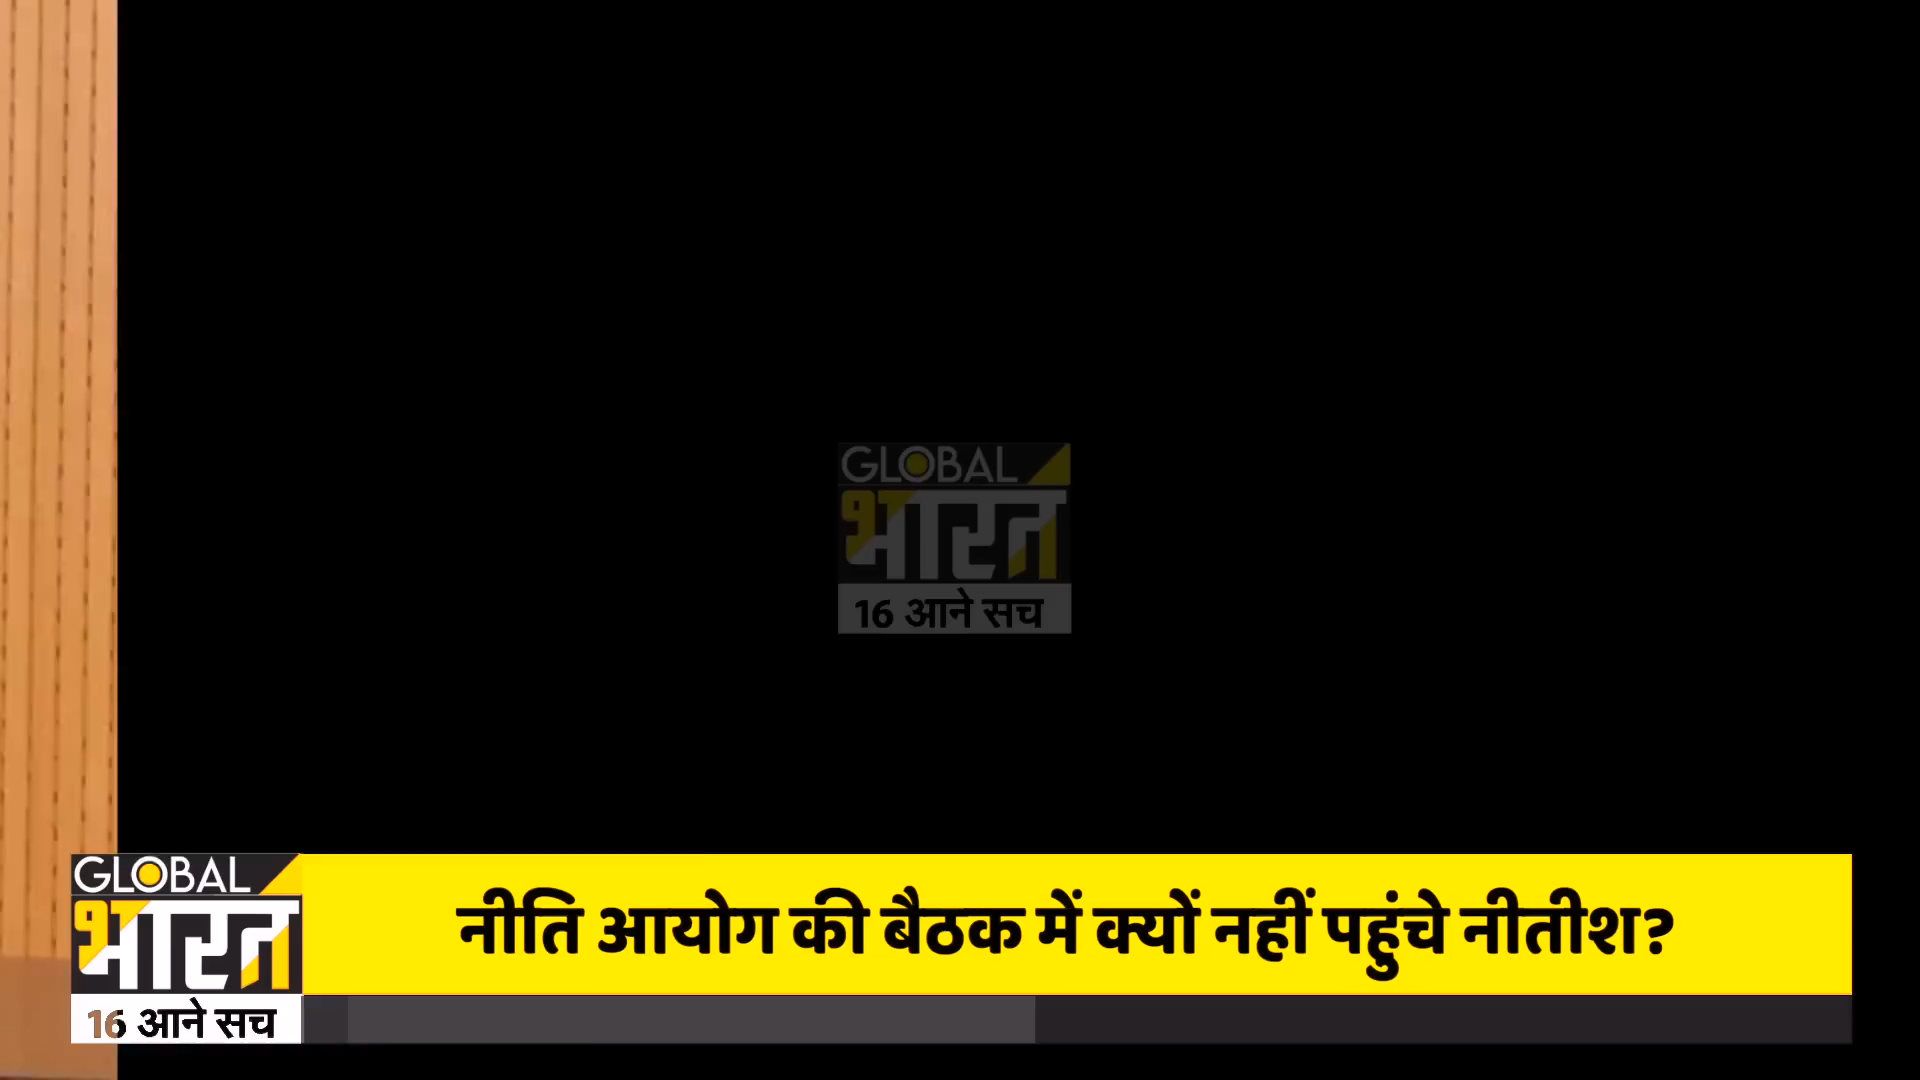 GLOBAL
भारत
16 आने सच
GLOBAL
भारत
16 आने सच
नीति आयोग की बैठक में क्यों नहीं पहुंचे नीतीश?